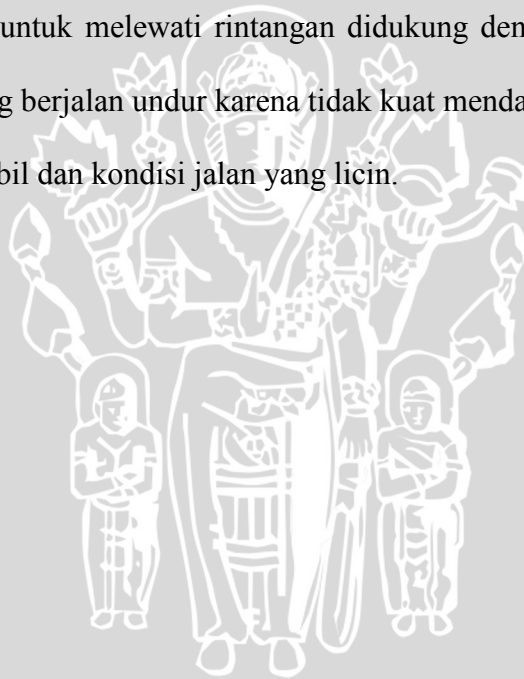 untuk melewati rintangan didukung den
g berjalan undur karena tidak kuat menda
bil dan kondisi jalan yang licin.